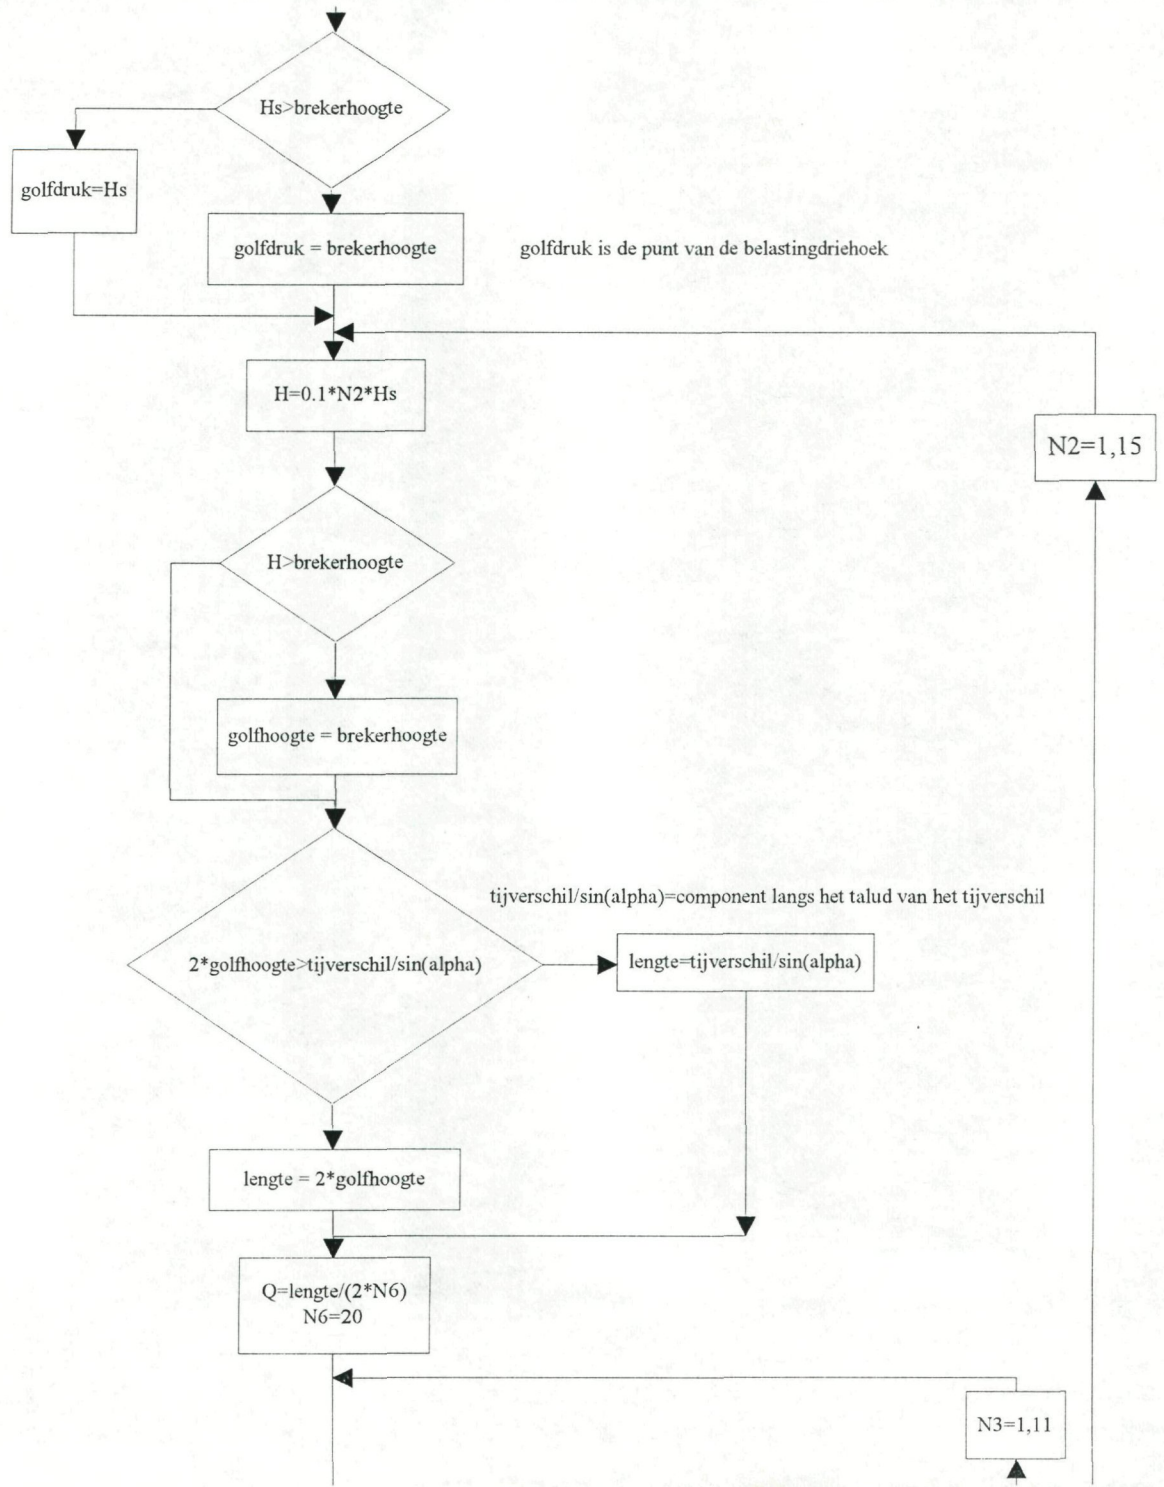 Hs>brekerhoogte
golfdruk=Hs
golfdruk = brekerhoogte
golfdruk is de punt van de belastingdriehoek
H=0.1*N2*Hs
N2=1,15
H>brekerhoogte
golfhoogte = brekerhoogte
tijverschil/sin(alpha)=component langs het talud van het tijverschil
2*golfhoogte>tijverschil/sin(alpha)
lengte=tijverschil/sin(alpha)
lengte = 2*golfhoogte
Q=lengte/(2*N6)
N6=20
N3=1,11